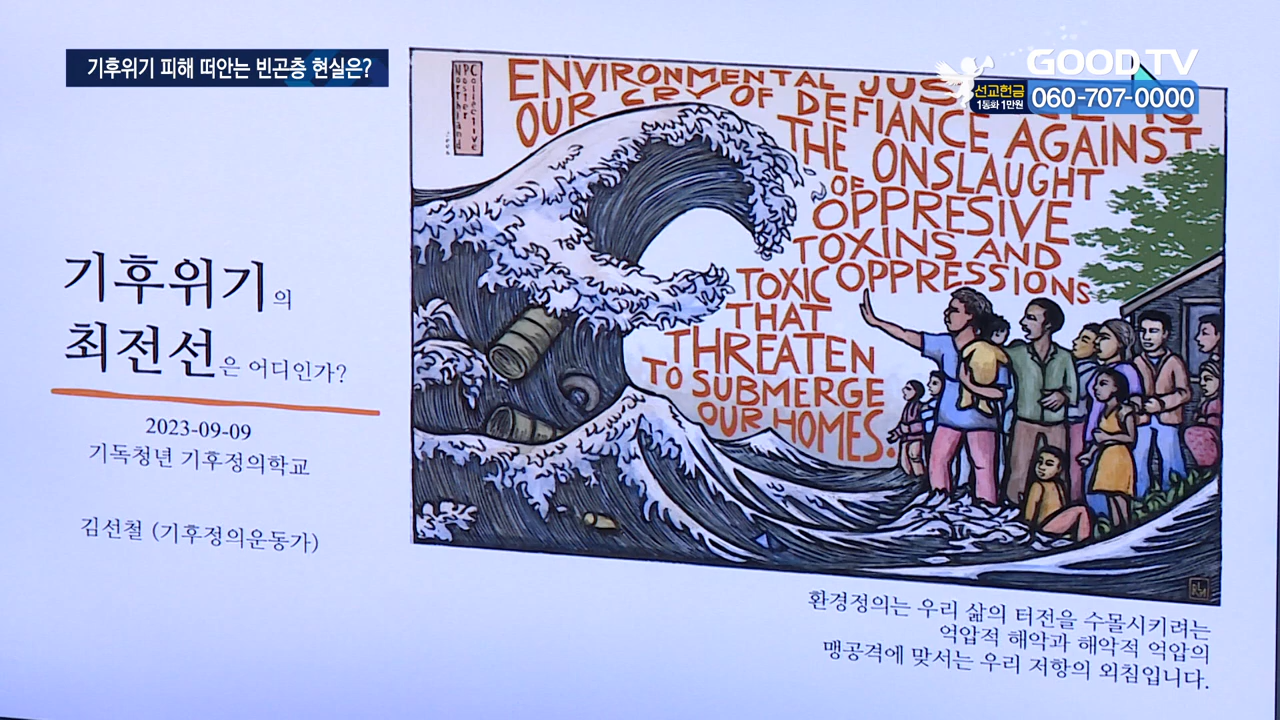 기후위기 피해 떠안는 빈곤층 현실은?
GOOD TV
선교헌금
1통화 1만원
060-707-0000
기후위기의
최전선은 어디인가?
2023-09-09
기독청년 기후정의학교
김선철 (기후정의운동가)
Northland
Poster
Collective
ENVIRONMENTAL
OUR CRY OF DEFIANCE AGAINST
THE ONSLAUGHT
OF
OPPRESIVE
TOXINS AND
TOXIC OPPRESSIONS
THAT
THREATEN
TO SUBMERGE
OUR HOMES.
환경정의는 우리 삶의 터전을 수몰시키려는
억압적 해악과 해악적 억압의
맹공격에 맞서는 우리 저항의 외침입니다.